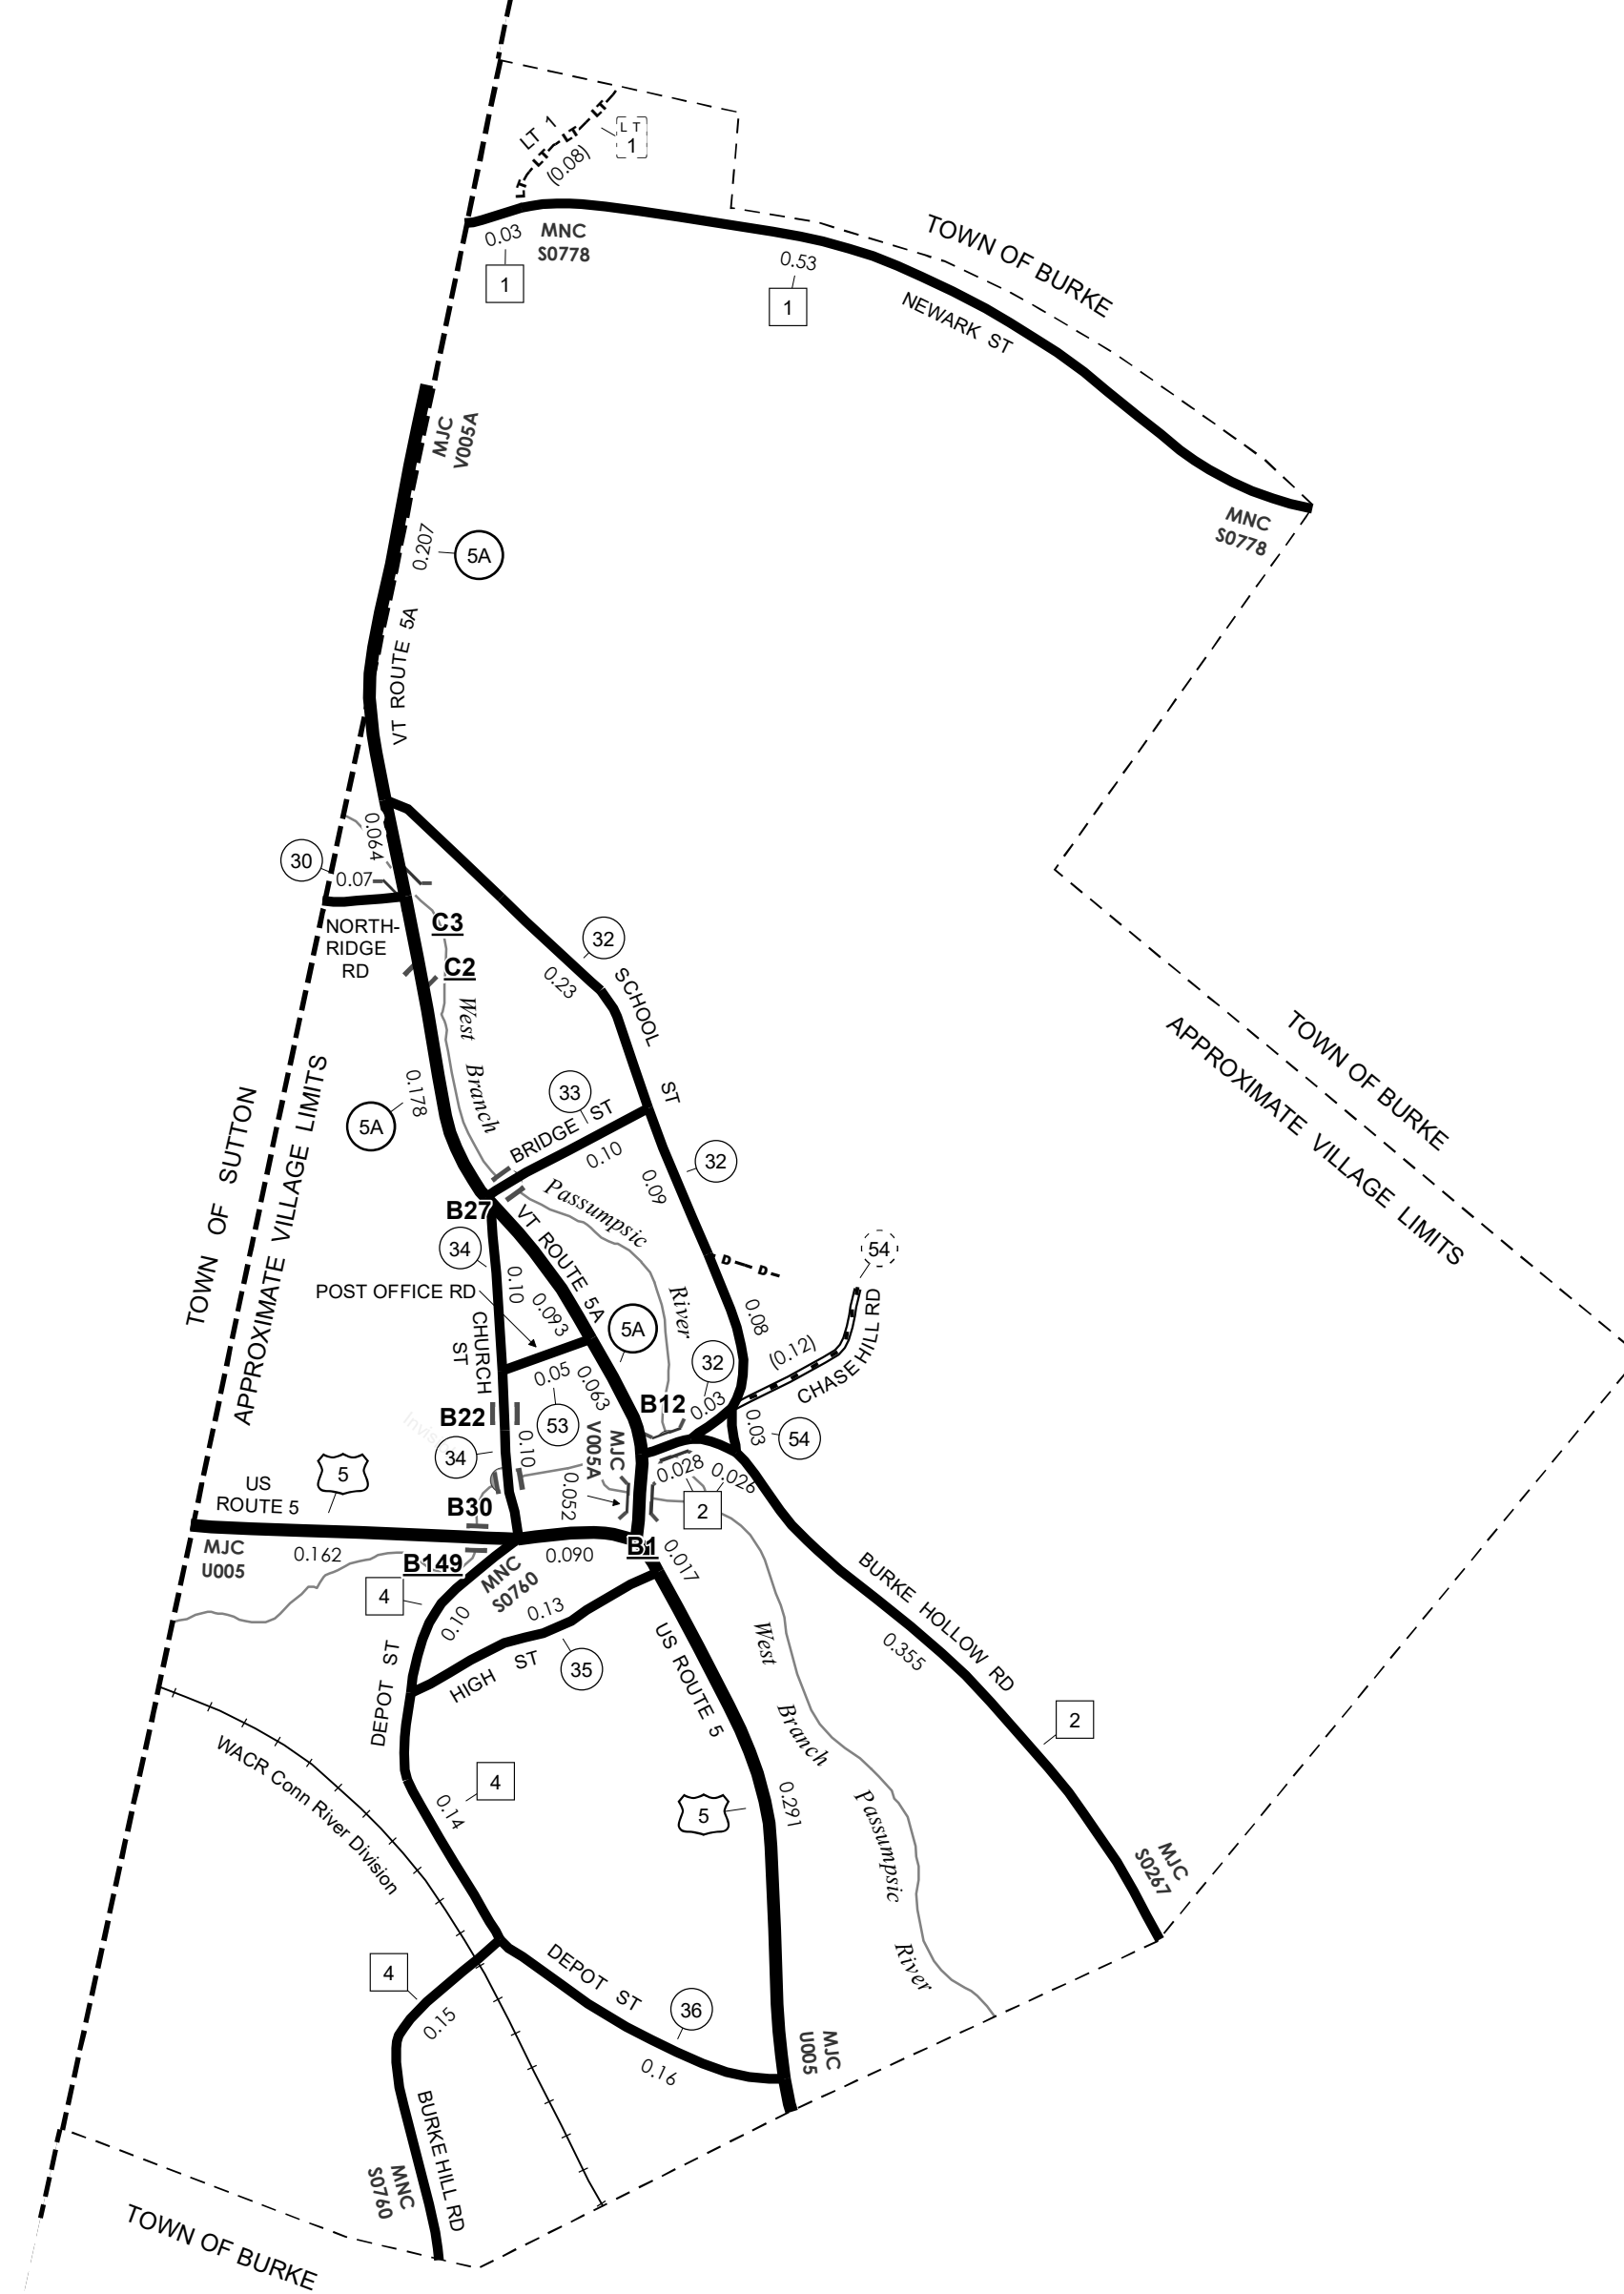 LT 1
LT LT LT LT
(0.08)
L T
1
0.03
MNC
S0778
1
0.53
1
TOWN OF BURKE
NEWARK ST
MNC
S0778
MJC
V005A
0.207
5A
VT ROUTE 5A
0.064
30
0.07
NORTH-
RIDGE
RD
C3
C2
32
0.23
SCHOOL ST
West Branch
0.178
5A
33
BRIDGE ST
0.10
32
0.09
TOWN OF SUTTON
APPROXIMATE VILLAGE LIMITS
TOWN OF BURKE
APPROXIMATE VILLAGE LIMITS
B27
Passumpsic River
34
VT ROUTE 5A
D D
54
POST OFFICE RD
0.10
0.093
CHURCH
ST
5A
0.08
(0.12)
CHASE HILL RD
32
0.05
0.063
0.03
B12
0.03
54
B22
53
34
0.10
MJC
V005A
0.028
0.026
2
0.052
US
ROUTE 5
5
B30
MJC
U005
0.162
B149
0.090
B1
0.017
MNC
S0760
4
0.10
0.13
35
HIGH ST
DEPOT ST
US ROUTE 5
West Branch Passumpsic River
BURKE HOLLOW RD
0.355
2
WACR Conn River Division
4
0.14
5
0.291
MJC
S0267
4
0.15
DEPOT ST
36
0.16
MJC
U005
BURKE HILL RD
MNC
S0760
TOWN OF BURKE